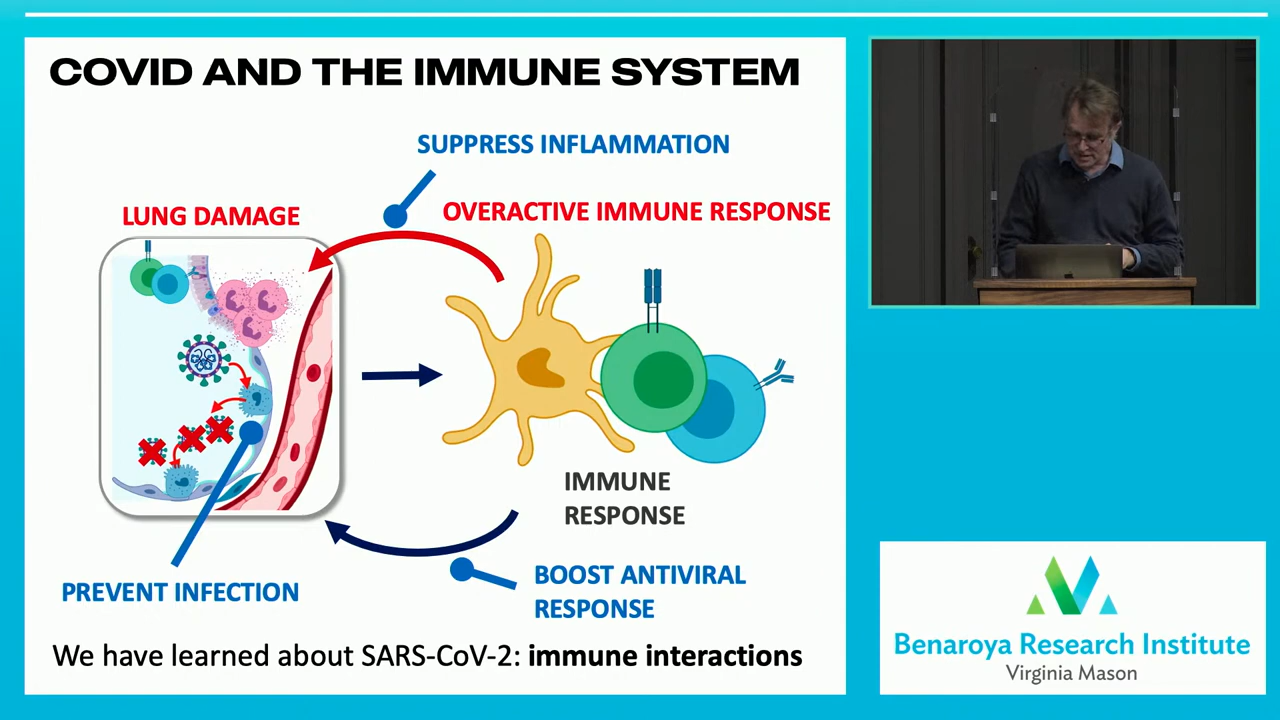 COVID AND THE IMMUNE SYSTEM
SUPPRESS INFLAMMATION
LUNG DAMAGE
OVERACTIVE IMMUNE RESPONSE
IMMUNE
RESPONSE
PREVENT INFECTION
BOOST ANTIVIRAL
RESPONSE
We have learned about SARS-CoV-2: immune interactions
Benaroya Research Institute
Virginia Mason